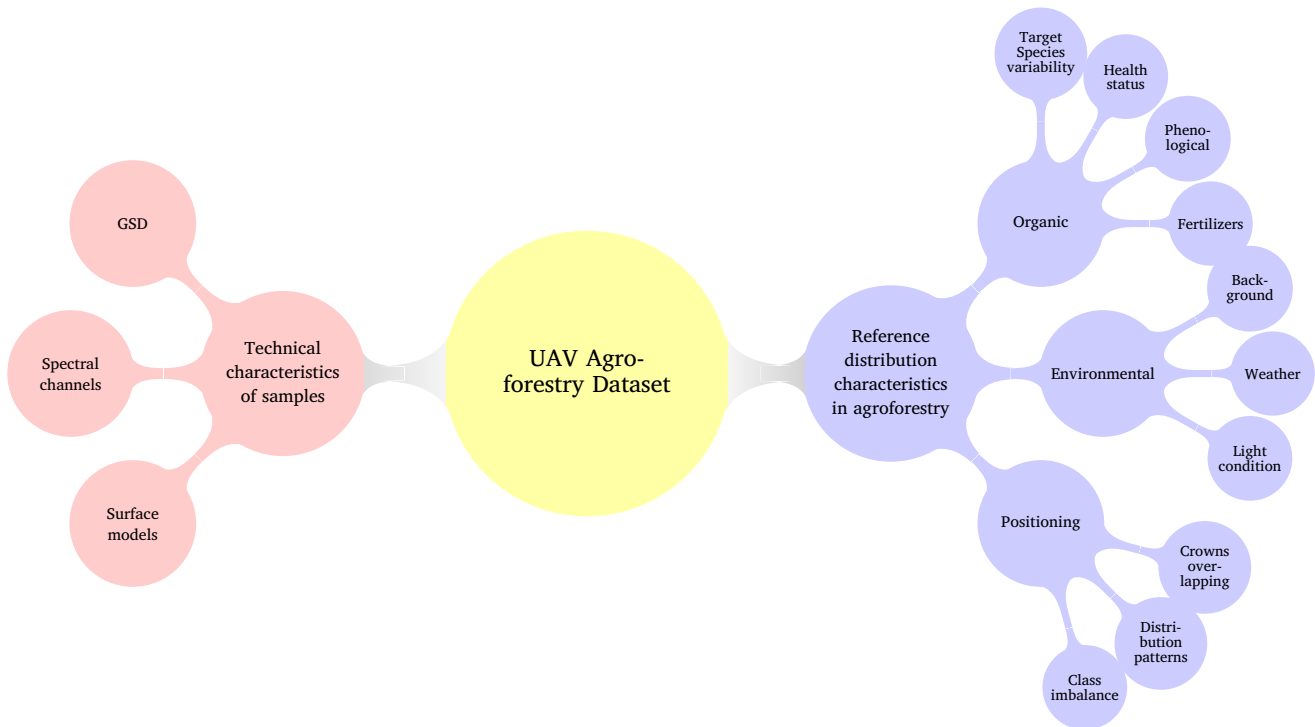 UAV Agro-
forestry Dataset
Technical
characteristics
of samples
GSD
Spectral
channels
Surface
models
Reference
distribution
characteristics
in agroforestry
Organic
Target
Species
variability
Health
status
Pheno-
logical
Fertilizers
Environmental
Back-
ground
Weather
Light
condition
Positioning
Crowns
over-
lapping
Distri-
bution
patterns
Class
imbalance